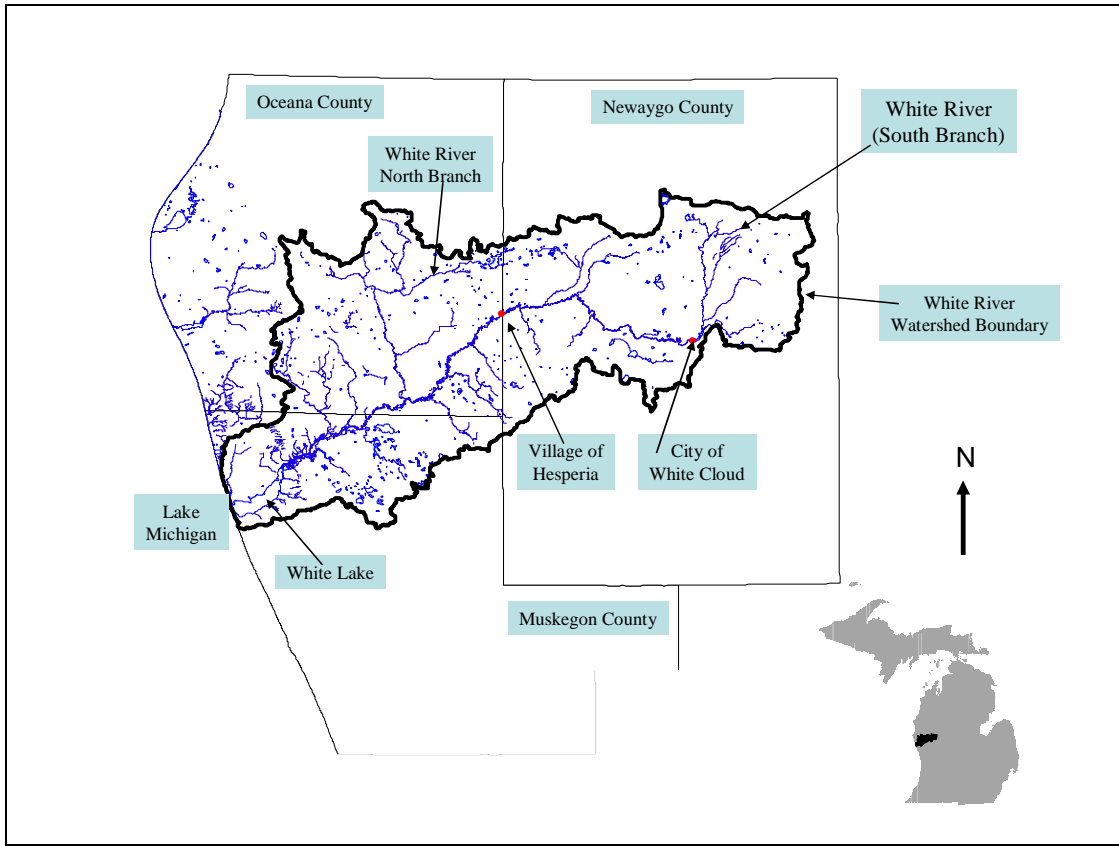 Oceana County
Newaygo County
White River
(South Branch)
White River
North Branch
White River
Watershed Boundary
Village of
Hesperia
City of
White Cloud
N
Lake
Michigan
White Lake
Muskegon County